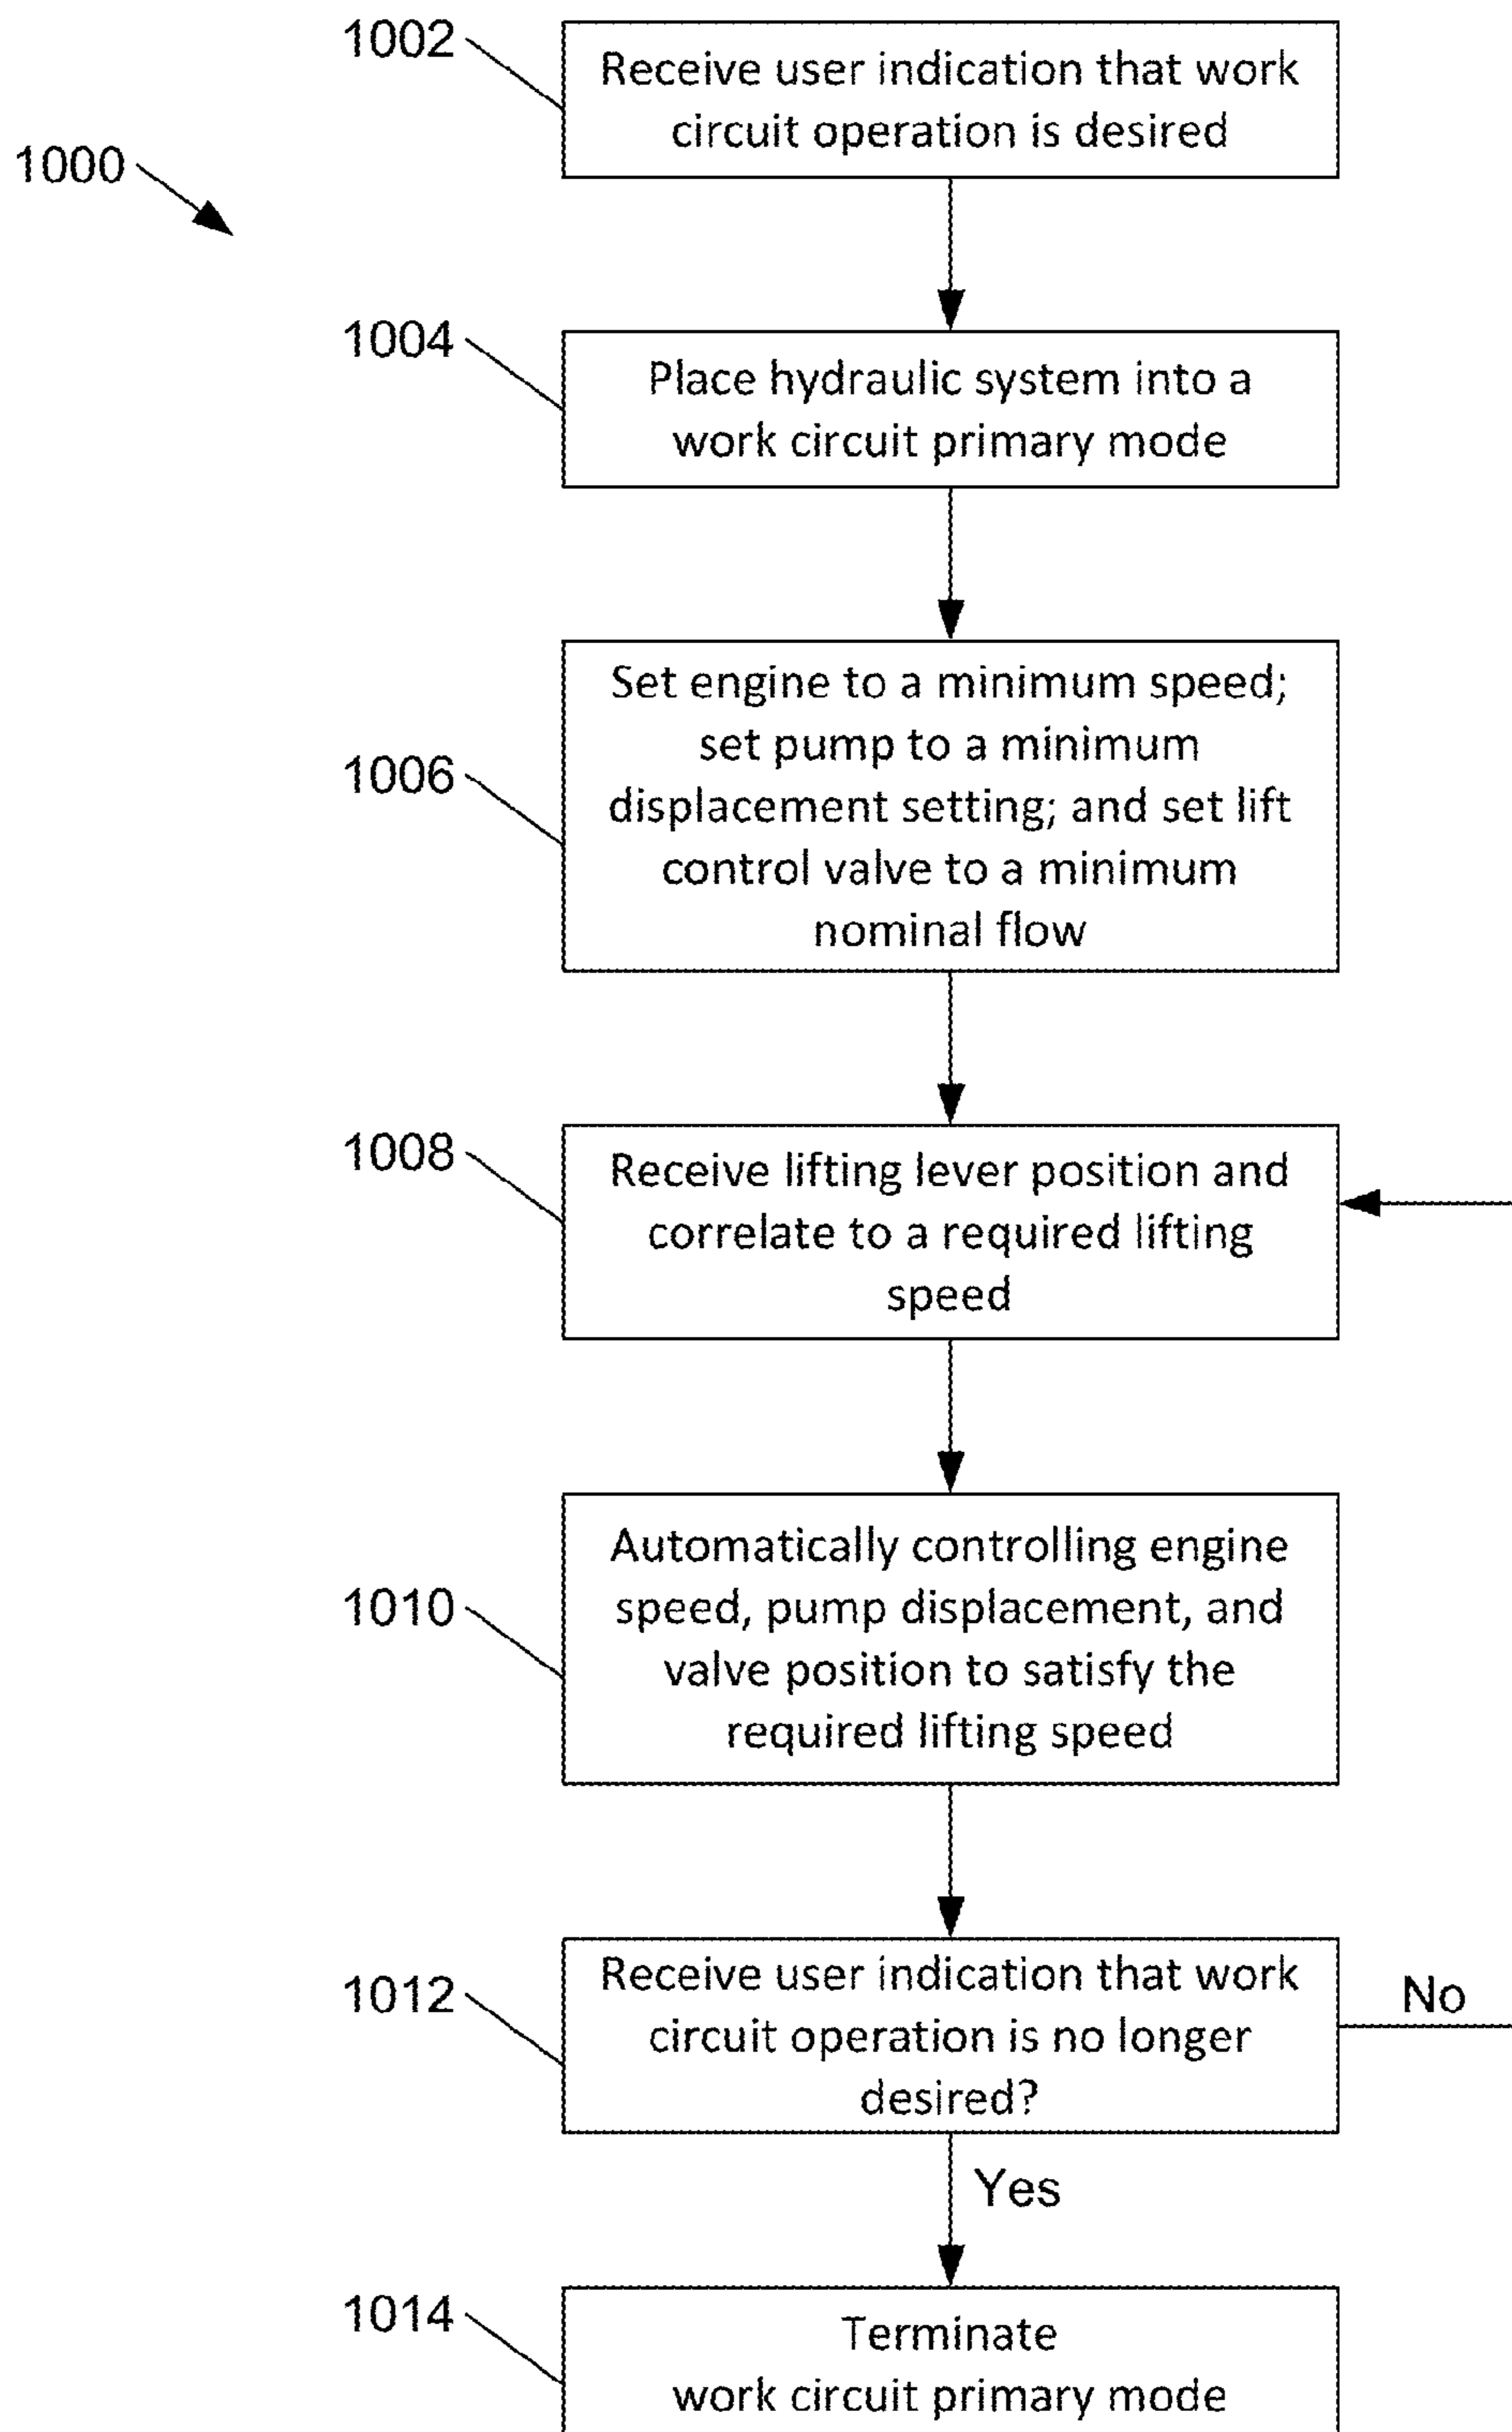 1002
Receive user indication that work
circuit operation is desired
1000
1004
Place hydraulic system into a
work circuit primary mode
1006
Set engine to a minimum speed;
set pump to a minimum
displacement setting; and set lift
control valve to a minimum
nominal flow
1008
Receive lifting lever position and
correlate to a required lifting
speed
1010
Automatically controlling engine
speed, pump displacement, and
valve position to satisfy the
required lifting speed
1012
Receive user indication that work
circuit operation is no longer
desired?
No
Yes
1014
Terminate
work circuit primary mode